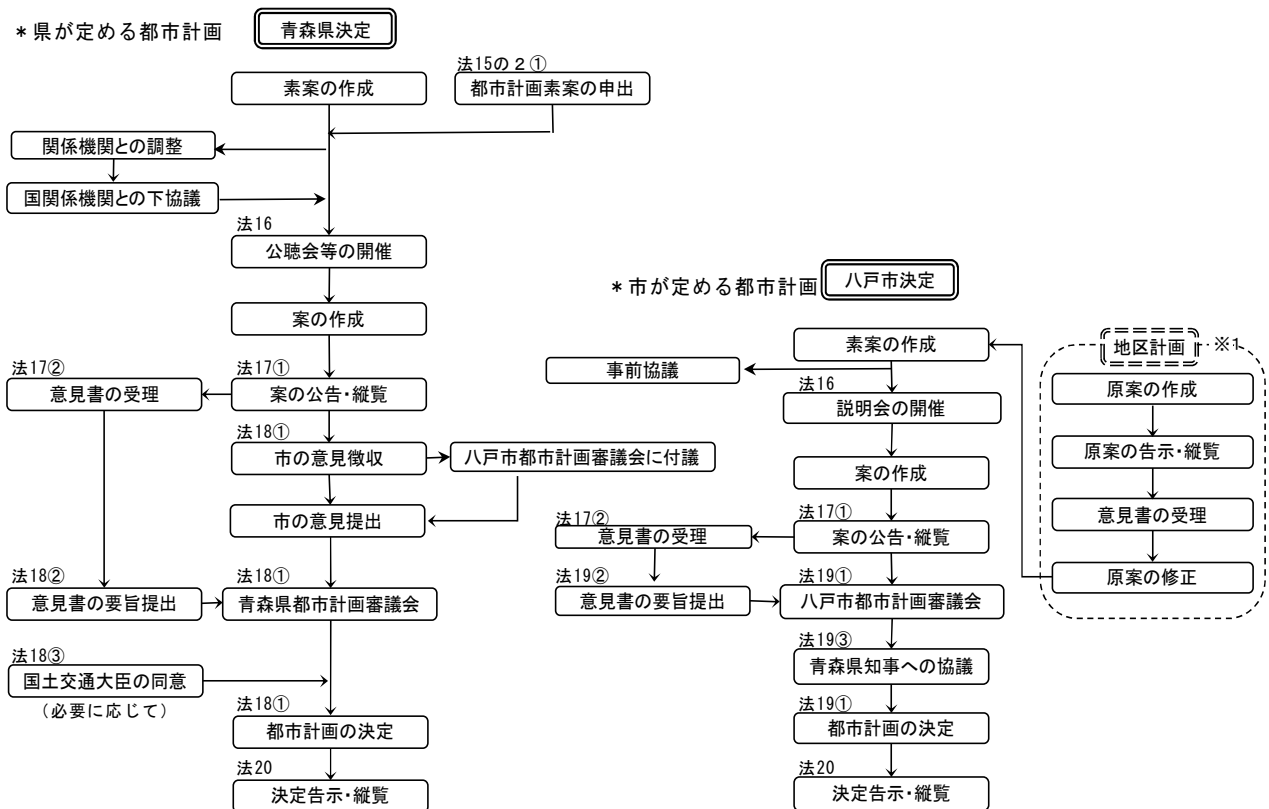 ＊県が定める都市計画
青森県決定
素案の作成
法15の２①
都市計画素案の申出
関係機関との調整
国関係機関との下協議
法16
公聴会等の開催
案の作成
法17②
意見書の受理
法17①
案の公告・縦覧
法18①
市の意見徴収
八戸市都市計画審議会に付議
市の意見提出
法18②
意見書の要旨提出
法18①
青森県都市計画審議会
法18③
国土交通大臣の同意
（必要に応じて）
法18①
都市計画の決定
法20
決定告示・縦覧
＊市が定める都市計画
八戸市決定
素案の作成
事前協議
法16
説明会の開催
案の作成
法17②
意見書の受理
法17①
案の公告・縦覧
法19②
意見書の要旨提出
法19①
八戸市都市計画審議会
法19③
青森県知事への協議
法19①
都市計画の決定
法20
決定告示・縦覧
地区計画
※1
原案の作成
原案の告示・縦覧
意見書の受理
原案の修正